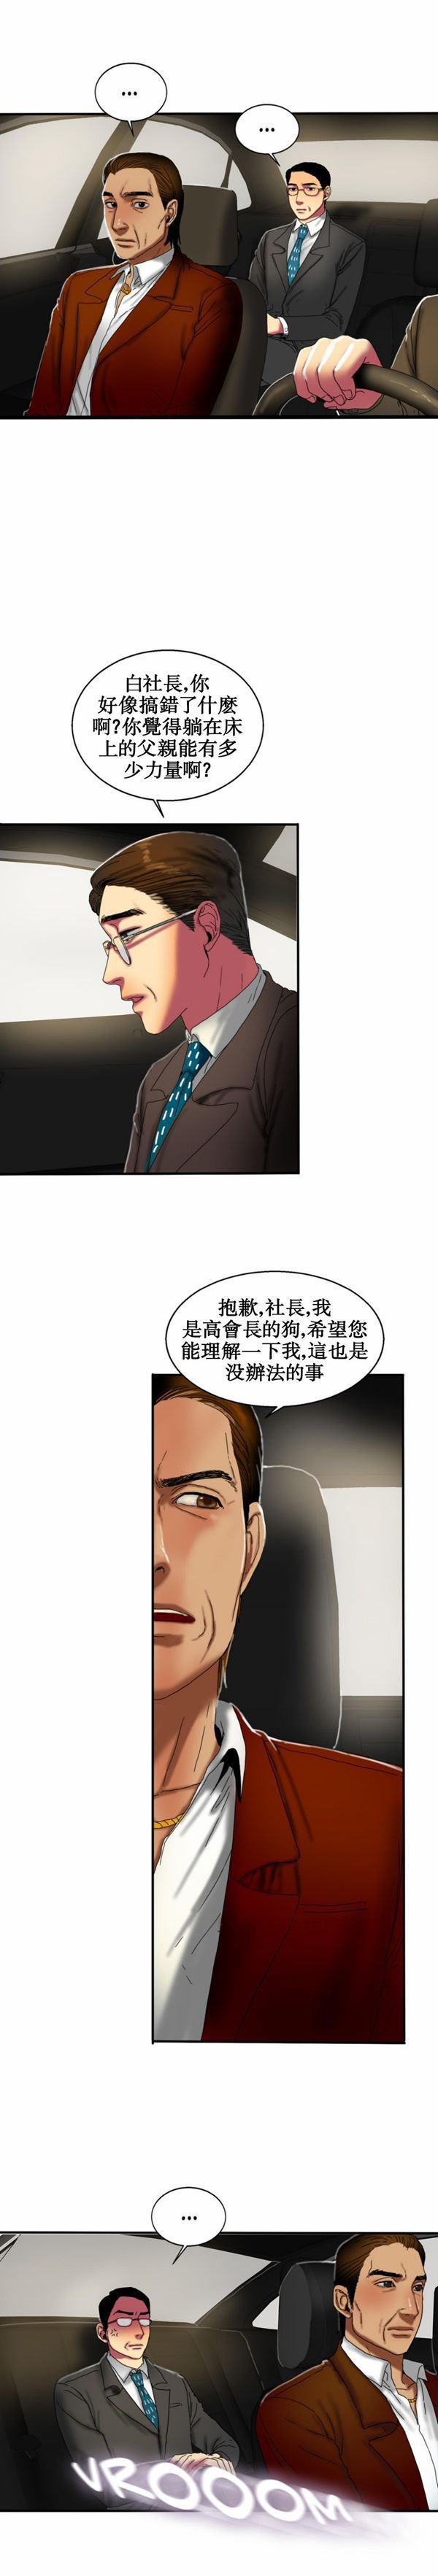 ...
...
白社長,你
好像搞錯了什麼
啊?你覺得躺在床
上的父親能有多
少力量啊?
抱歉,社長,我
是高會長的狗,希望您
能理解一下我,這也是
没辦法的事
...
VROOOM